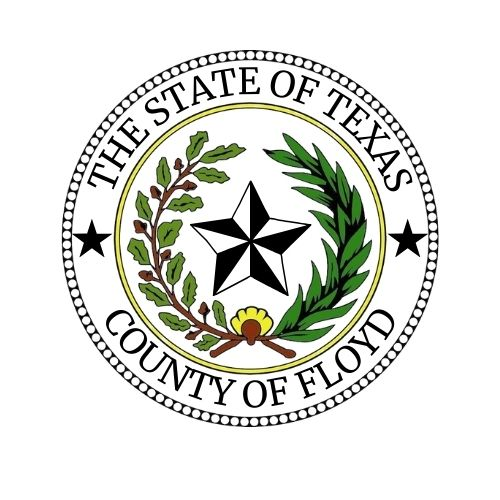 THE STATE OF TEXAS
COUNTY OF FLOYD